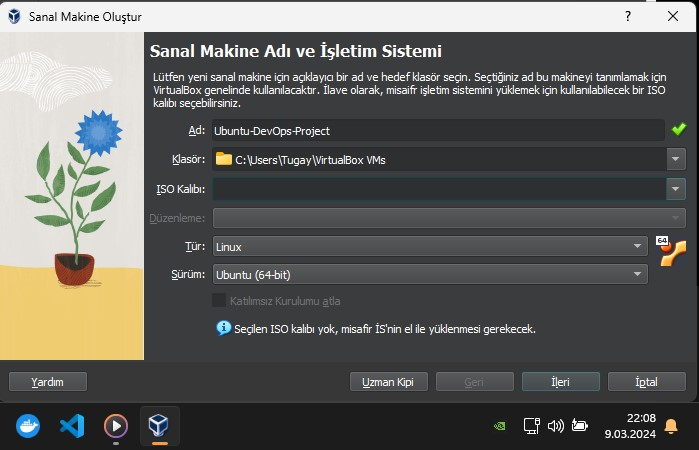 Sanal Makine Oluştur
?
Sanal Makine Adı ve İşletim Sistemi
Lütfen yeni sanal makine için açıklayıcı bir ad ve hedef klasör seçin. Seçtiğiniz ad bu makineyi tanımlamak için
VirtualBox genelinde kullanılacaktır. İlave olarak, misaifr işletim sistemini yüklemek için kullanılabilecek bir ISO
kalıbı seçebilirsiniz.
Ad: Ubuntu-DevOps-Project
Klasör: C:\Users\Tugay\VirtualBox VMs
ISO Kalıbı:
Düzenleme:
Tür: Linux
64
Sürüm: Ubuntu (64-bit)
Katılımsız Kurulumu atla
Seçilen ISO kalıbı yok, misafir İS'nin el ile yüklenmesi gerekecek.
Yardım Uzman Kipi Geri İleri İptal
22:08
9.03.2024